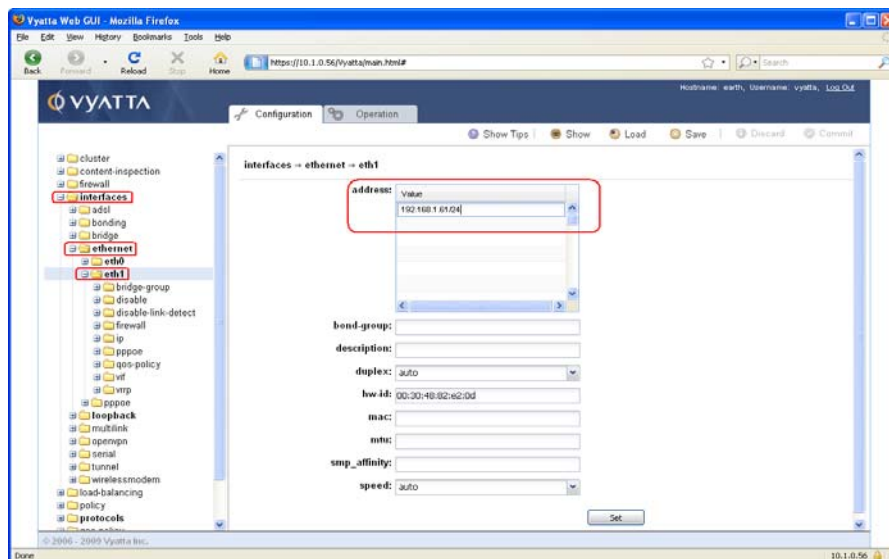 Vyatta Web GUI - Mozilla Firefox
File Edit View History Bookmarks Tools Help
Back Forward Reload Stop Home https://10.1.0.56/Vyatta/main.html# Search
Hostname: earth, Username: vyatta, Log Out
VYATTA
Configuration Operation
Show Tips Show Load Save Discard Commit
cluster
content-inspection
firewall
interfaces
adsl
bonding
bridge
ethernet
eth0
eth1
bridge-group
disable
disable-link-detect
firewall
ip
pppoe
qos-policy
vif
vrrp
pppoe
loopback
multilink
openvpn
serial
tunnel
wirelessmodem
load-balancing
policy
protocols
interfaces → ethernet → eth1
address: Value
192.168.1.61/24
bond-group:
description:
duplex: auto
hw-id: 00:30:48:82:e2:0d
mac:
mtu:
smp_affinity:
speed: auto
Set
© 2006 - 2009 Vyatta Inc.
Done 10.1.0.56